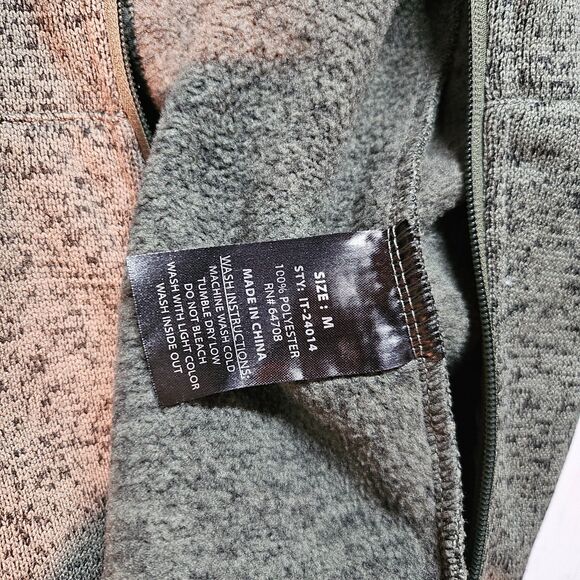 SIZE : M
STY: IT-24014
100% POLYESTER
RN# 64708
MADE IN CHINA
WASH INSTRUCTIONS:
MACHINE WASH COLD
TUMBLE DRY LOW
DO NOT BLEACH
WASH WITH LIGHT COLOR
WASH INSIDE OUT